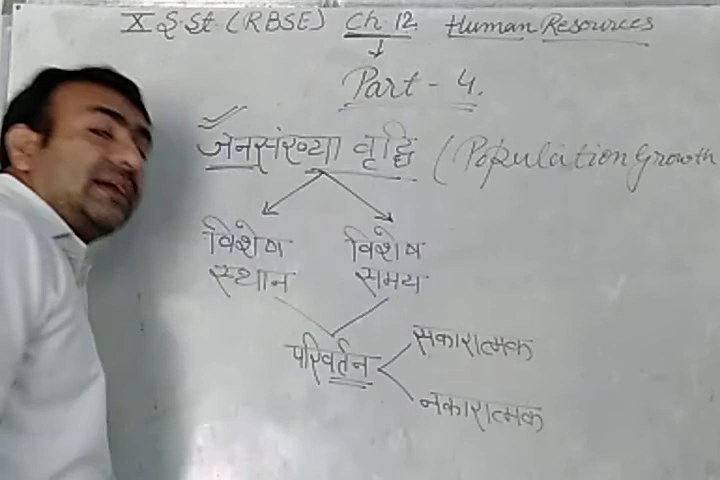 X S.St. (RBSE) Ch 12. Human Resources
Part - 4.
जनसंख्या वृद्धि (Population Growth
विशेष स्थान
विशेष समय
परिवर्तन
सकारात्मक
नकारात्मक